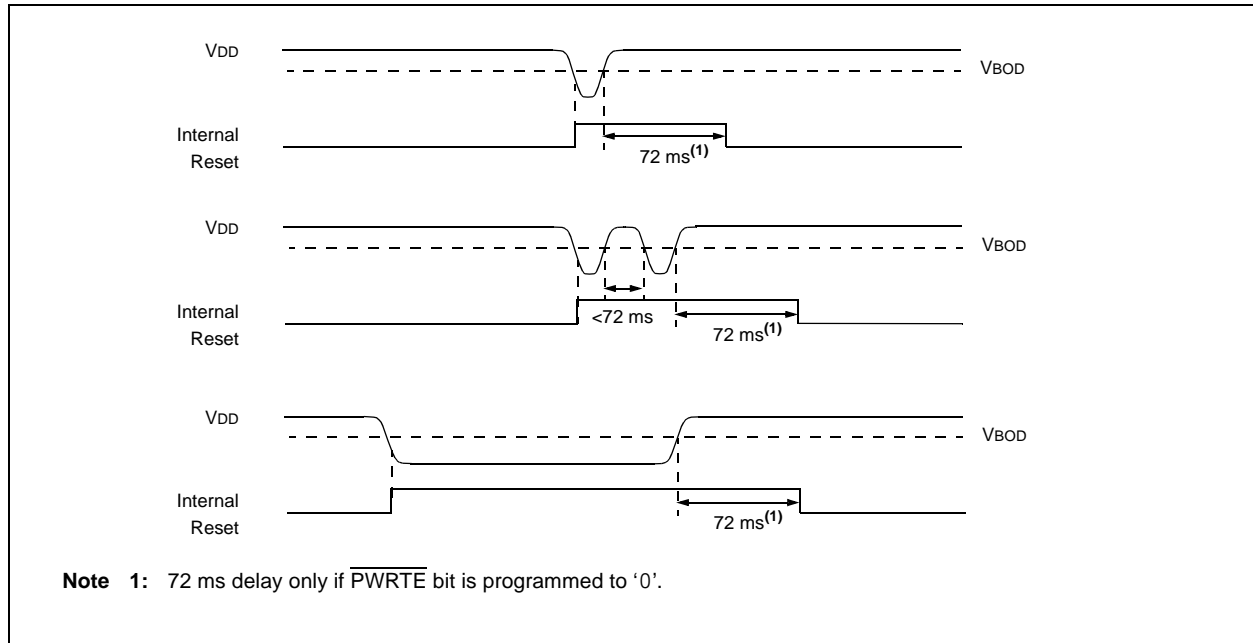 VDD
VBOD
Internal
Reset
72 ms(1)
VDD
VBOD
Internal
Reset
<72 ms
72 ms(1)
VDD
VBOD
Internal
Reset
72 ms(1)
Note 1: 72 ms delay only if PWRTE bit is programmed to ‘0’.